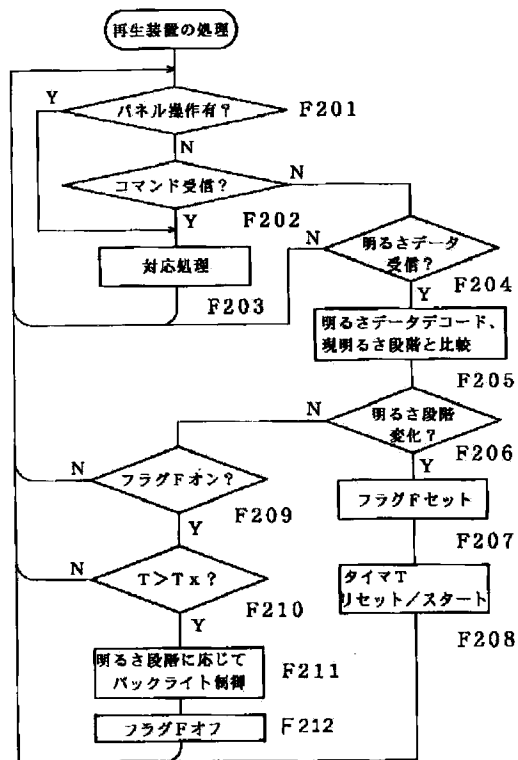 再生装置の処理
Y
パネル操作有？
F201
N
コマンド受信？
N
Y
F202
対応処理
F203
N
明るさデータ
受信？
F204
Y
明るさデータデコード、
現明るさ段階と比較
F205
N
明るさ段階
変化？
F206
Y
フラグFセット
F207
タイマT
リセット／スタート
F208
N
フラグFオン？
F209
Y
N
T＞Tx？
F210
Y
明るさ段階に応じて
バックライト制御
F211
フラグFオフ
F212